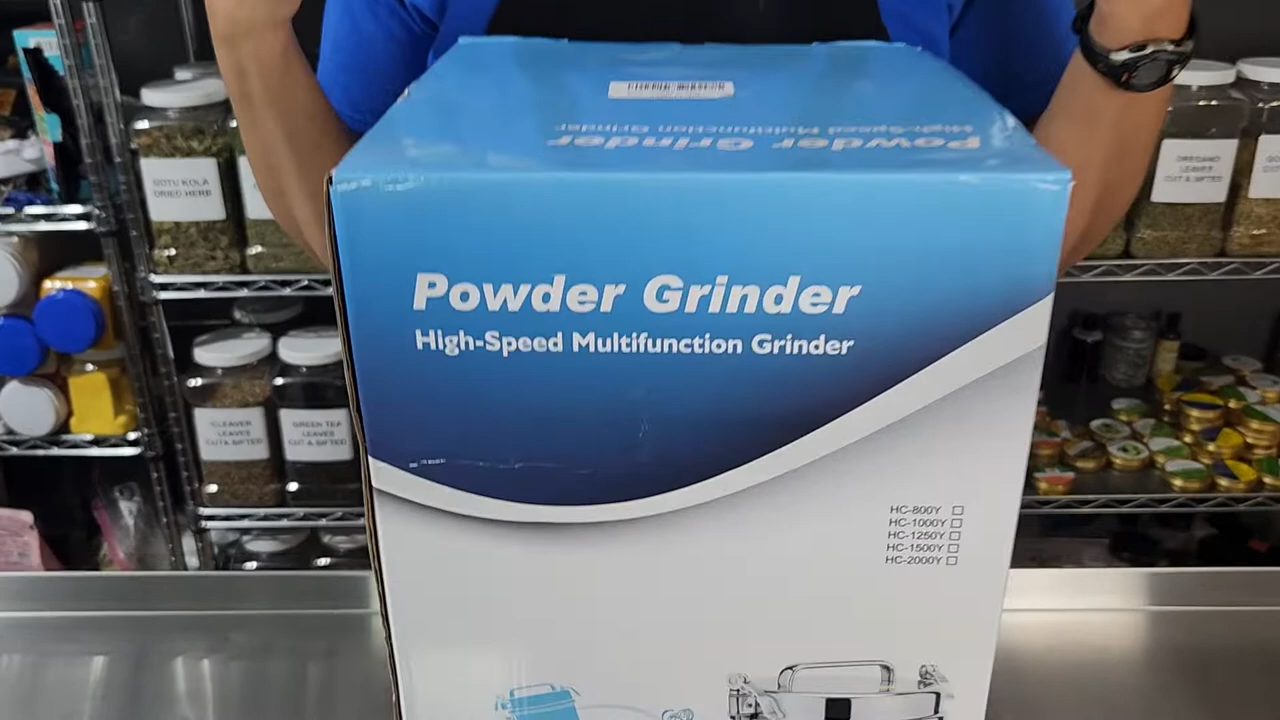 Powder Grinder
High-Speed Multifunction Grinder
Powder Grinder
High-Speed Multifunction Grinder
HC-800Y
HC-1000Y
HC-1250Y
HC-1500Y
HC-2000Y
GOTU KOLA
DRIED HERB
CLEAVER
LEAVES
CUT & SIFTED
GREEN TEA
LEAVES
CUT & SIFTED
OREGANO
LEAVES
CUT & SIFTED